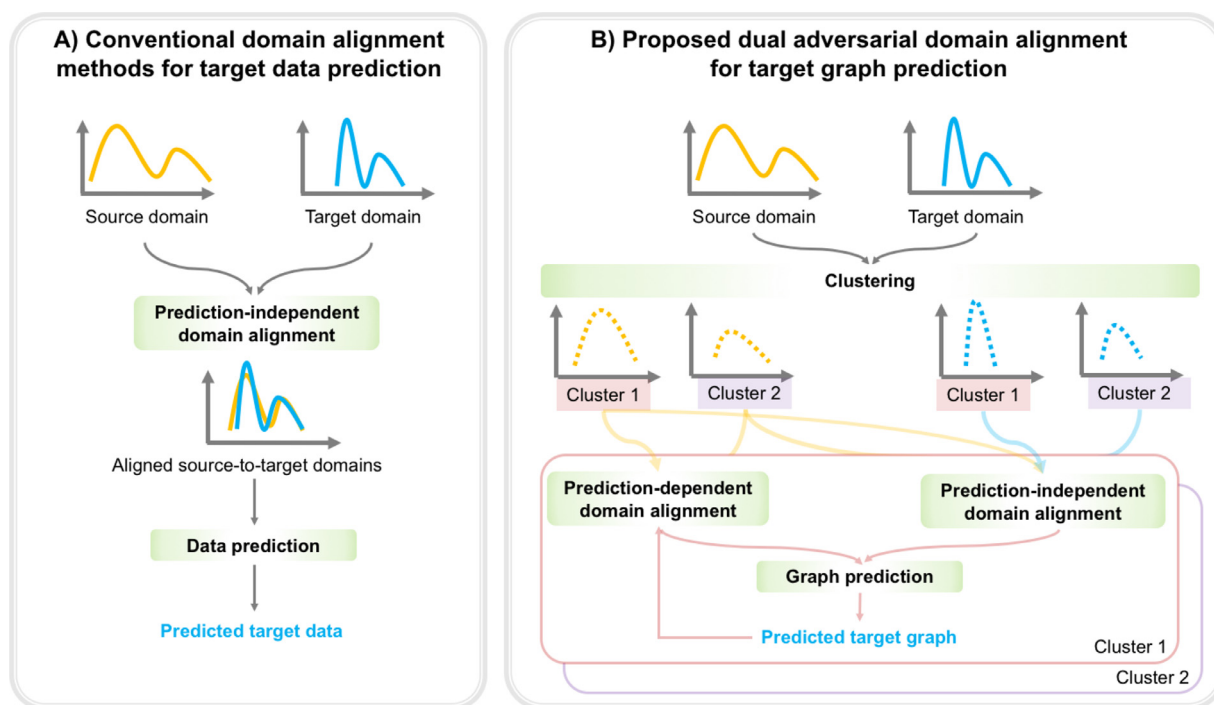 A) Conventional domain alignment
methods for target data prediction
Source domain
Target domain
Prediction-independent
domain alignment
Aligned source-to-target domains
Data prediction
Predicted target data
B) Proposed dual adversarial domain alignment
for target graph prediction
Source domain
Target domain
Clustering
Cluster 1
Cluster 2
Cluster 1
Cluster 2
Prediction-dependent
domain alignment
Prediction-independent
domain alignment
Graph prediction
Predicted target graph
Cluster 1
Cluster 2